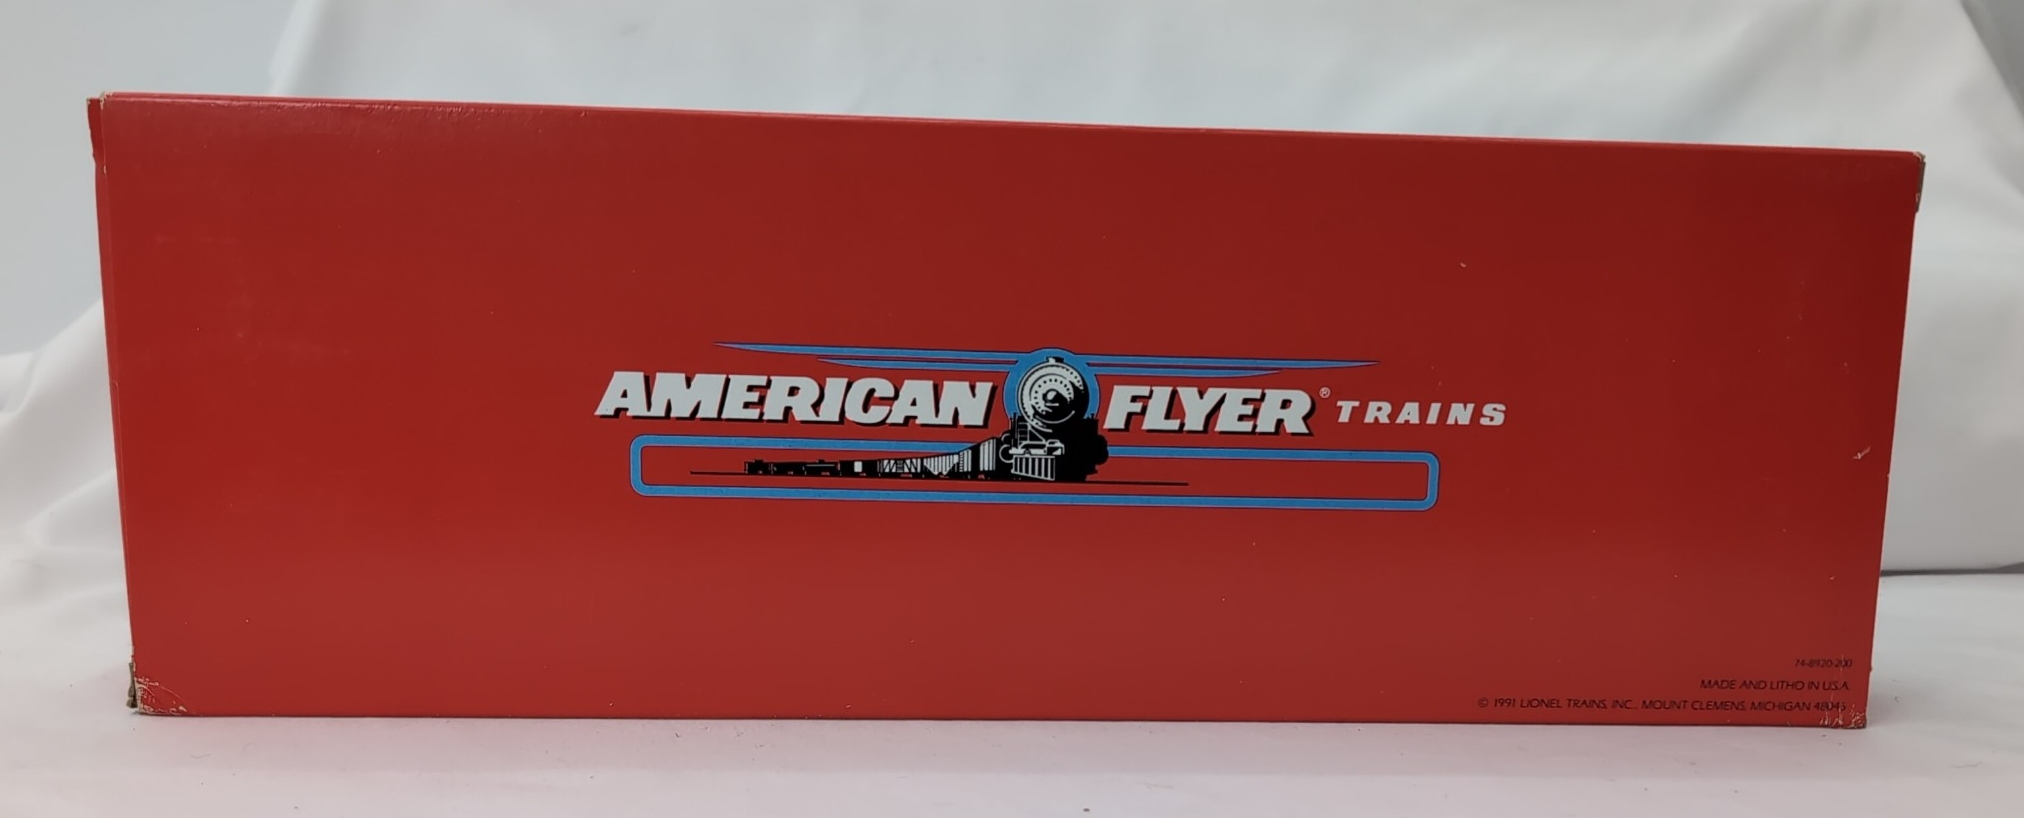 AMERICAN FLYER® TRAINS
74-8920-200
MADE AND LITHO IN U.S.A.
© 1991 LIONEL TRAINS, INC., MOUNT CLEMENS, MICHIGAN 48045